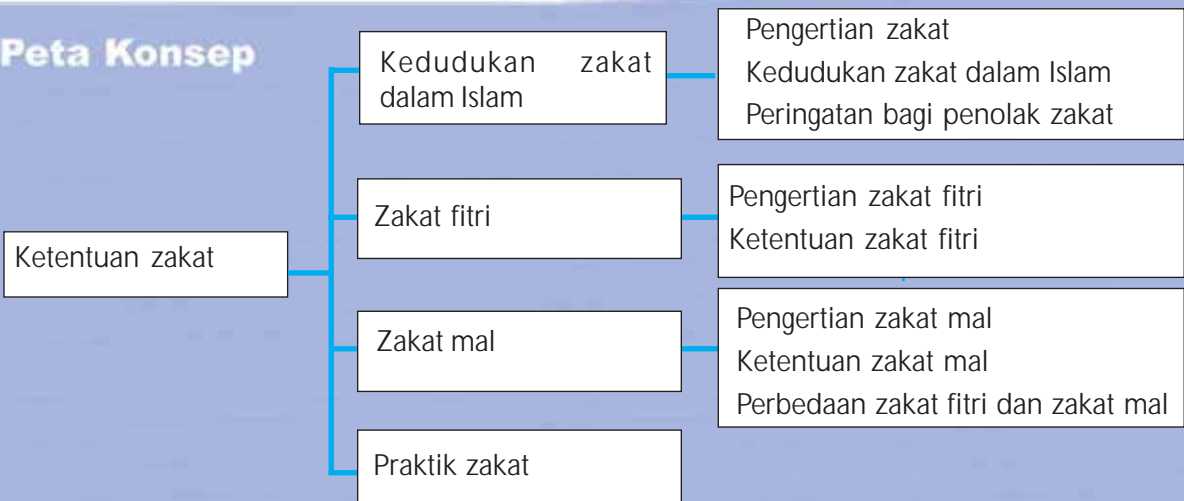 Peta Konsep
Ketentuan zakat
Kedudukan zakat
dalam Islam
Pengertian zakat
Kedudukan zakat dalam Islam
Peringatan bagi penolak zakat
Zakat fitri
Pengertian zakat fitri
Ketentuan zakat fitri
Zakat mal
Pengertian zakat mal
Ketentuan zakat mal
Perbedaan zakat fitri dan zakat mal
Praktik zakat